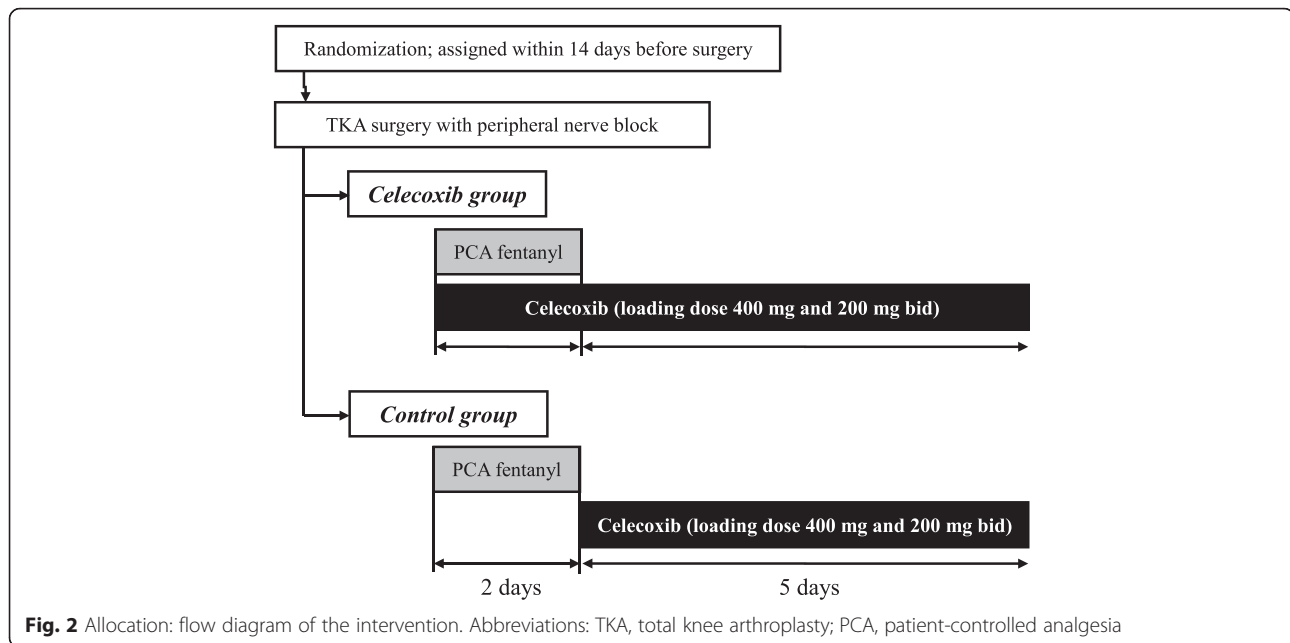 Randomization; assigned within 14 days before surgery
TKA surgery with peripheral nerve block
Celecoxib group
PCA fentanyl
Celecoxib (loading dose 400 mg and 200 mg bid)
Control group
PCA fentanyl
Celecoxib (loading dose 400 mg and 200 mg bid)
2 days
5 days
Fig. 2 Allocation: flow diagram of the intervention. Abbreviations: TKA, total knee arthroplasty; PCA, patient-controlled analgesia